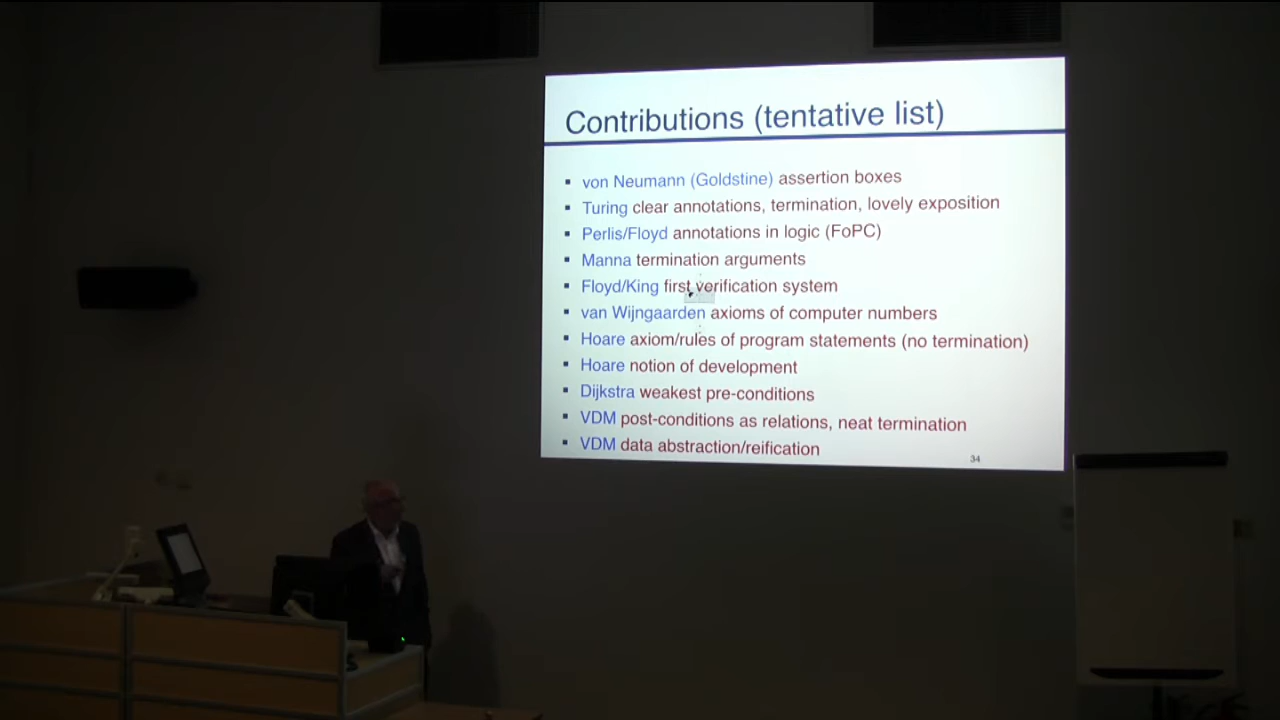 Contributions (tentative list)
▪ von Neumann (Goldstine) assertion boxes
▪ Turing clear annotations, termination, lovely exposition
▪ Perlis/Floyd annotations in logic (FoPC)
▪ Manna termination arguments
▪ Floyd/King first verification system
▪ van Wijngaarden axioms of computer numbers
▪ Hoare axiom/rules of program statements (no termination)
▪ Hoare notion of development
▪ Dijkstra weakest pre-conditions
▪ VDM post-conditions as relations, neat termination
▪ VDM data abstraction/reification
34